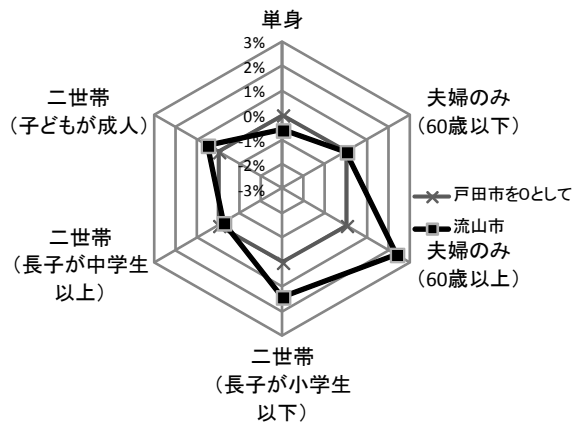 単身
3%
2%
1%
0%
-1%
-2%
-3%
夫婦のみ
(60歳以下)
戸田市を0として
流山市
夫婦のみ
(60歳以上)
二世帯
(長子が小学生
以下)
二世帯
(長子が中学生
以上)
二世帯
(子どもが成人)